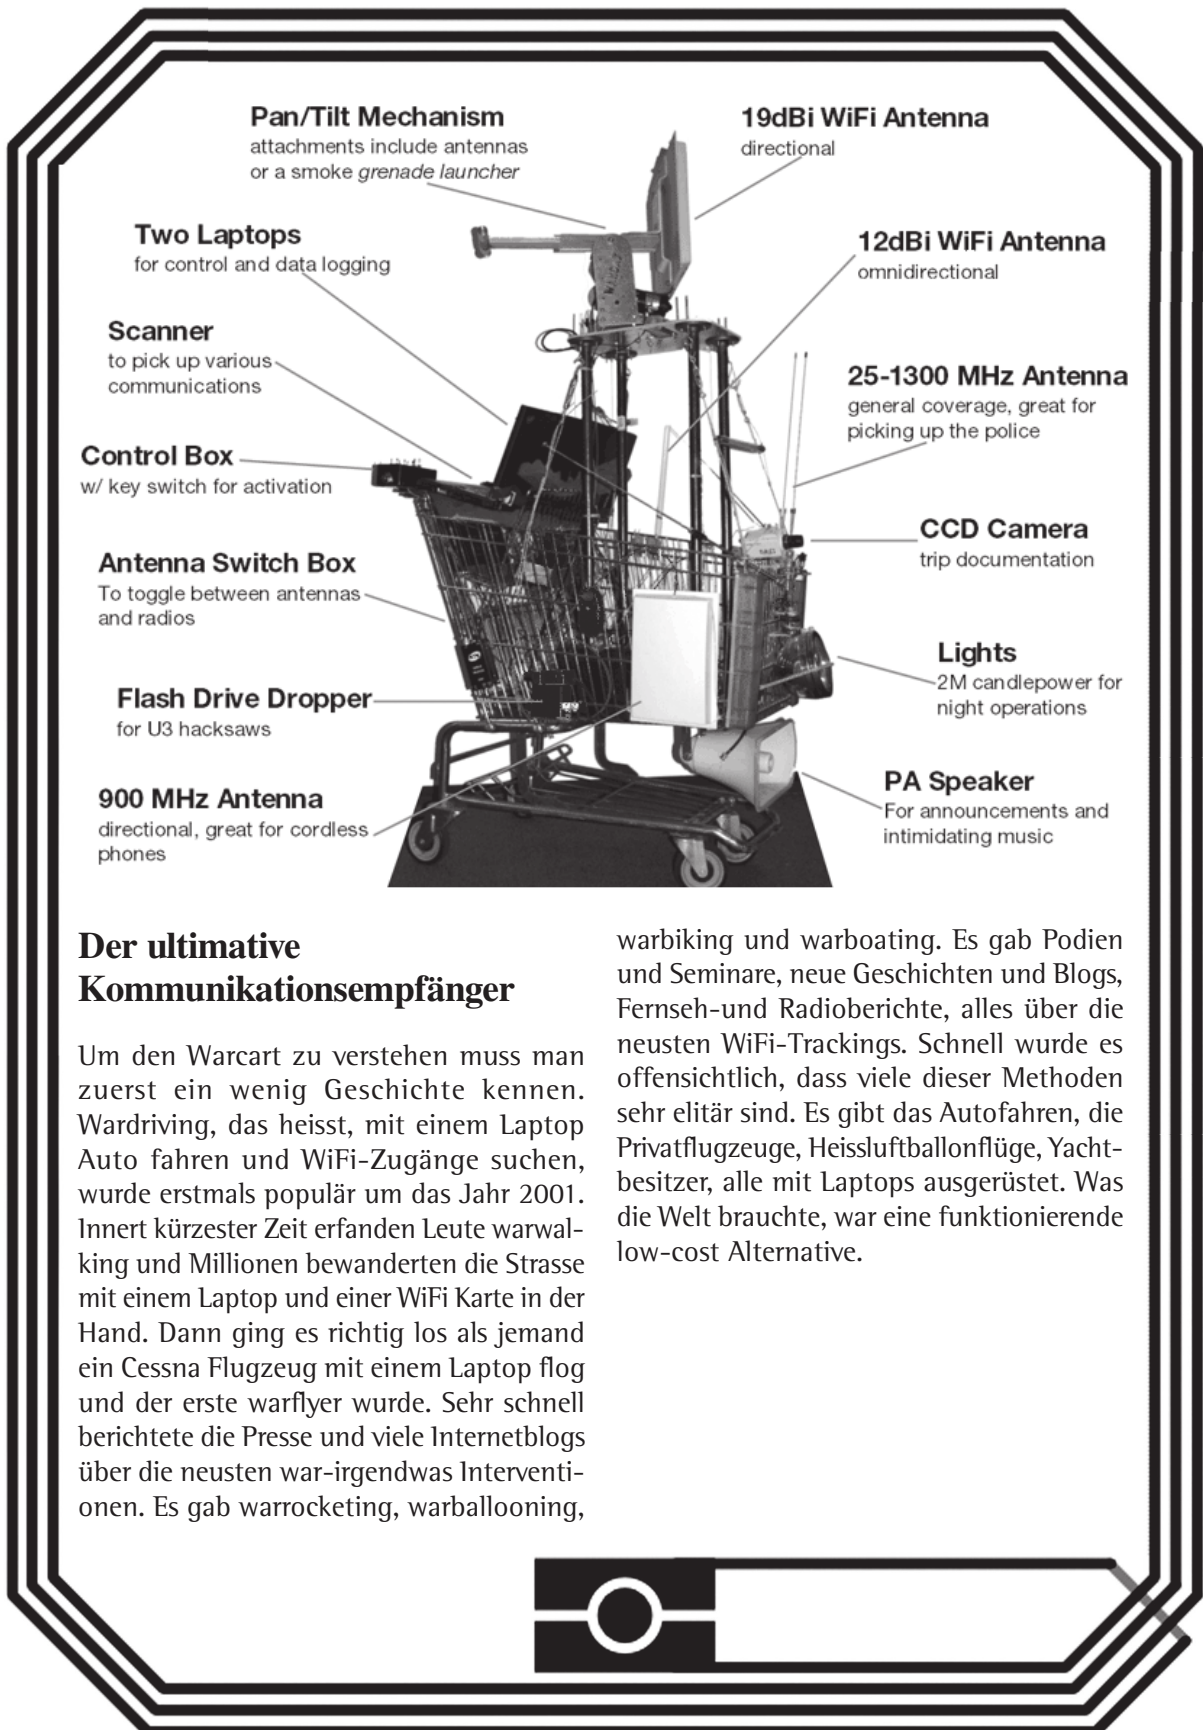 Pan/Tilt Mechanism
attachments include antennas
or a smoke grenade launcher
19dBi WiFi Antenna
directional
Two Laptops
for control and data logging
12dBi WiFi Antenna
omnidirectional
Scanner
to pick up various
communications
25-1300 MHz Antenna
general coverage, great for
picking up the police
Control Box
w/ key switch for activation
CCD Camera
trip documentation
Antenna Switch Box
To toggle between antennas
and radios
Lights
2M candlepower for
night operations
Flash Drive Dropper
for U3 hacksaws
PA Speaker
For announcements and
intimidating music
900 MHz Antenna
directional, great for cordless
phones
Der ultimative
Kommunikationsempfänger
Um den Warcart zu verstehen muss man
zuerst ein wenig Geschichte kennen.
Wardriving, das heisst, mit einem Laptop
Auto fahren und WiFi-Zugänge suchen,
wurde erstmals populär um das Jahr 2001.
Innert kürzester Zeit erfanden Leute warwal-
king und Millionen bewanderten die Strasse
mit einem Laptop und einer WiFi Karte in der
Hand. Dann ging es richtig los als jemand
ein Cessna Flugzeug mit einem Laptop flog
und der erste warflyer wurde. Sehr schnell
berichtete die Presse und viele Internetblogs
über die neusten war-irgendwas Interventi-
onen. Es gab warrocketing, warballooning,
warbiking und warboating. Es gab Podien
und Seminare, neue Geschichten und Blogs,
Fernseh-und Radioberichte, alles über die
neusten WiFi-Trackings. Schnell wurde es
offensichtlich, dass viele dieser Methoden
sehr elitär sind. Es gibt das Autofahren, die
Privatflugzeuge, Heissluftballonflüge, Yacht-
besitzer, alle mit Laptops ausgerüstet. Was
die Welt brauchte, war eine funktionierende
low-cost Alternative.